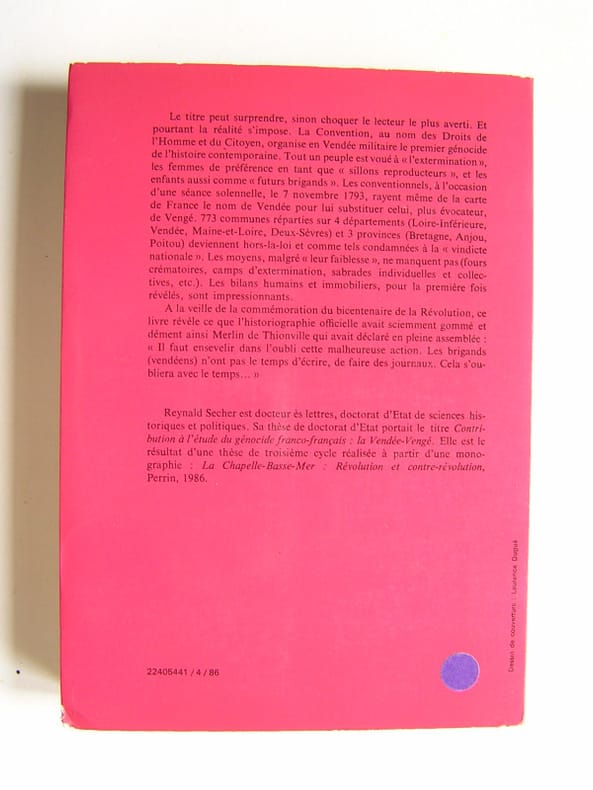 Le titre peut surprendre, sinon choquer le lecteur le plus averti. Et
pourtant la réalité s'impose. La Convention, au nom des Droits de
l'Homme et du Citoyen, organise en Vendée militaire le premier génocide
de l'histoire contemporaine. Tout un peuple est voué à « l'extermination »,
les femmes de préférence en tant que « sillons reproducteurs », et les
enfants aussi comme « futurs brigands ». Les conventionnels, à l'occasion
d'une séance solennelle, le 7 novembre 1793, rayent même de la carte
de France le nom de Vendée pour lui substituer celui, plus évocateur,
de Vengé. 773 communes réparties sur 4 départements (Loire-Inférieure,
Vendée, Maine-et-Loire, Deux-Sèvres) et 3 provinces (Bretagne, Anjou,
Poitou) deviennent hors-la-loi et comme tels condamnées à la « vindicte
nationale ». Les moyens, malgré « leur faiblesse », ne manquent pas (fours
crématoires, camps d'extermination, sabrades individuelles et collec-
tives, etc.). Les bilans humains et immobiliers, pour la première fois
révélés, sont impressionnants.
A la veille de la commémoration du bicentenaire de la Révolution, ce
livre révèle ce que l'historiographie officielle avait sciemment gommé et
dément ainsi Merlin de Thionville qui avait déclaré en pleine assemblée :
« Il faut ensevelir dans l'oubli cette malheureuse action. Les brigands
(vendéens) n'ont pas le temps d'écrire, de faire des journaux. Cela s'ou-
bliera avec le temps... »
Reynald Secher est docteur ès lettres, doctorat d'Etat de sciences his-
toriques et politiques. Sa thèse de doctorat d'Etat portait le titre Contri-
bution à l'étude du génocide franco-français : la Vendée-Vengé. Elle est le
résultat d'une thèse de troisième cycle réalisée à partir d'une mono-
graphie : La Chapelle-Basse-Mer : Révolution et contre-révolution,
Perrin, 1986.
22405441 / 4 / 86
Dessin de couverture : Laurence Dugué